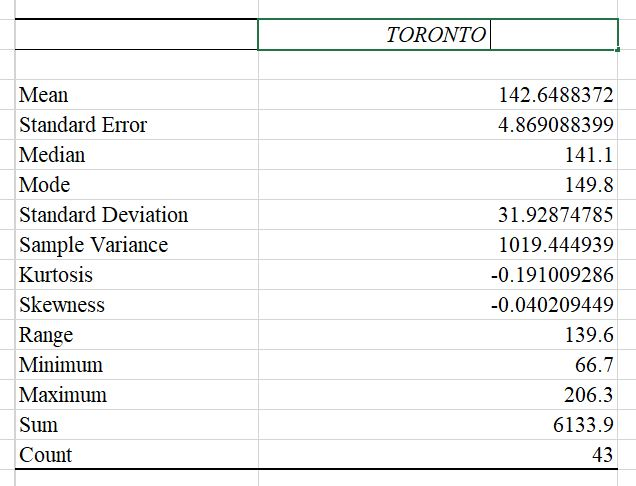 TORONTO
Mean 142.6488372
Standard Error 4.869088399
Median 141.1
Mode 149.8
Standard Deviation 31.92874785
Sample Variance 1019.444939
Kurtosis -0.191009286
Skewness -0.040209449
Range 139.6
Minimum 66.7
Maximum 206.3
Sum 6133.9
Count 43